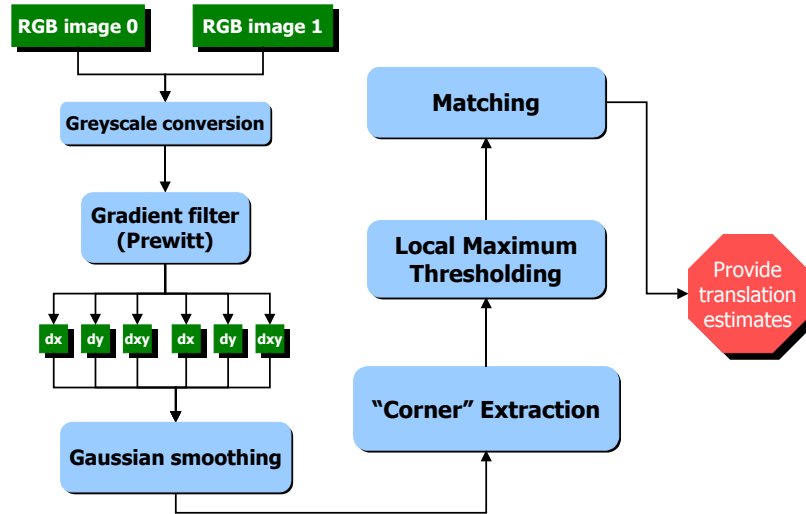 RGB image 0
RGB image 1
Greyscale conversion
Gradient filter
(Prewitt)
dx
dy
dxy
dx
dy
dxy
Gaussian smoothing
“Corner” Extraction
Local Maximum
Thresholding
Matching
Provide
translation
estimates